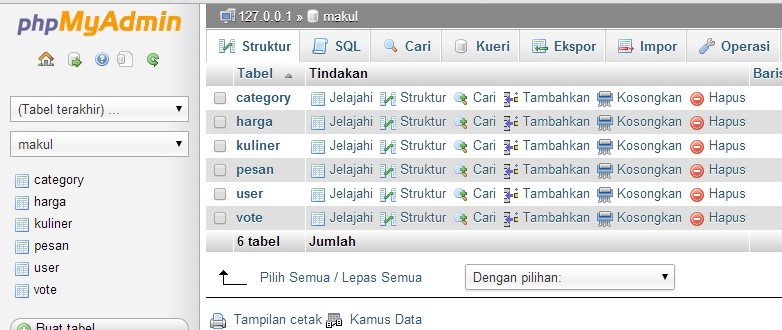 phpMyAdmin
(Tabel terakhir) ...
makul
category
harga
kuliner
pesan
user
vote
Buat tabel
127.0.0.1 » makul
Struktur SQL Cari Kueri Ekspor Impor Operasi
Tabel Tindakan Baris
category Jelajahi Struktur Cari Tambahkan Kosongkan Hapus
harga Jelajahi Struktur Cari Tambahkan Kosongkan Hapus
kuliner Jelajahi Struktur Cari Tambahkan Kosongkan Hapus
pesan Jelajahi Struktur Cari Tambahkan Kosongkan Hapus
user Jelajahi Struktur Cari Tambahkan Kosongkan Hapus
vote Jelajahi Struktur Cari Tambahkan Kosongkan Hapus
6 tabel Jumlah
Pilih Semua / Lepas Semua Dengan pilihan:
Tampilan cetak Kamus Data